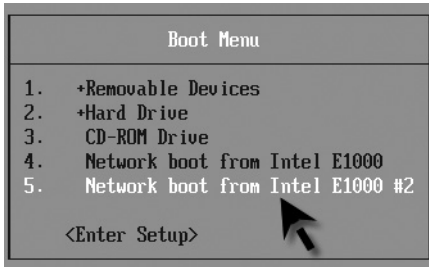 Boot Menu
1. +Removable Devices
2. +Hard Drive
3. CD-ROM Drive
4. Network boot from Intel E1000
5. Network boot from Intel E1000 #2
<Enter Setup>